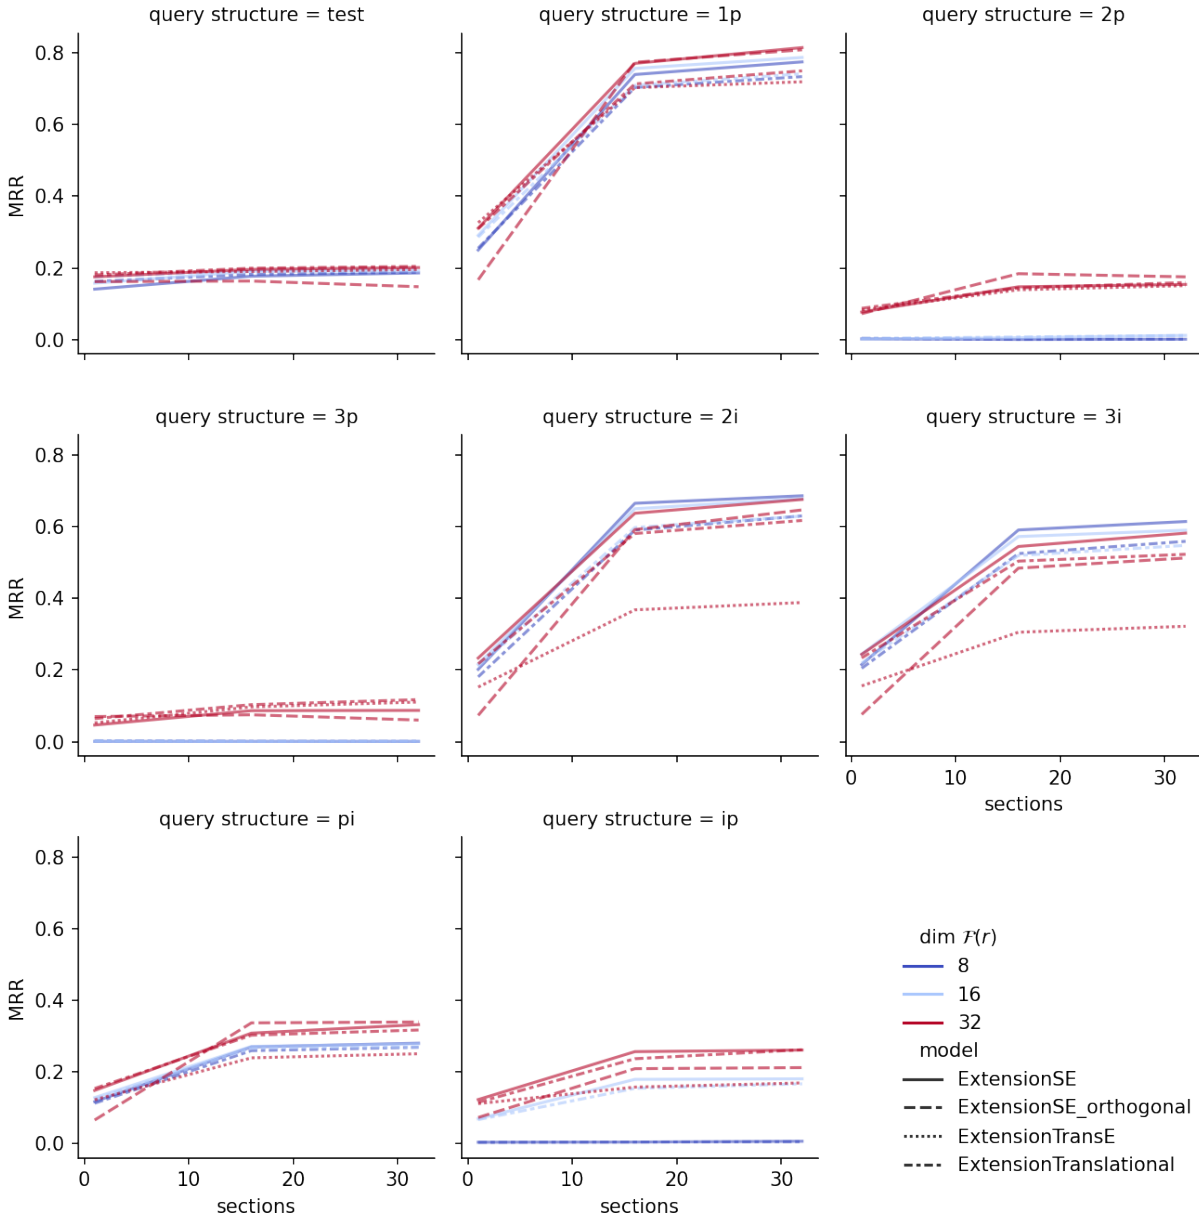 query structure = test
query structure = 1p
query structure = 2p
MRR
0.8
0.6
0.4
0.2
0.0
query structure = 3p
query structure = 2i
query structure = 3i
MRR
0.8
0.6
0.4
0.2
0.0
0
10
20
30
sections
query structure = pi
query structure = ip
MRR
0.8
0.6
0.4
0.2
0.0
0
10
20
30
sections
0
10
20
30
sections
dim 𝓕(r)
8
16
32
model
ExtensionSE
ExtensionSE_orthogonal
ExtensionTransE
ExtensionTranslational